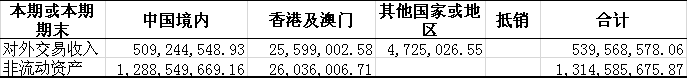 本期或本期期末 中国境内 香港及澳门 其他国家或地区 抵销 合计
对外交易收入 509,244,548.93 25,599,002.58 4,725,026.55 539,568,578.06
非流动资产 1,288,549,669.16 26,036,006.71 1,314,585,675.87